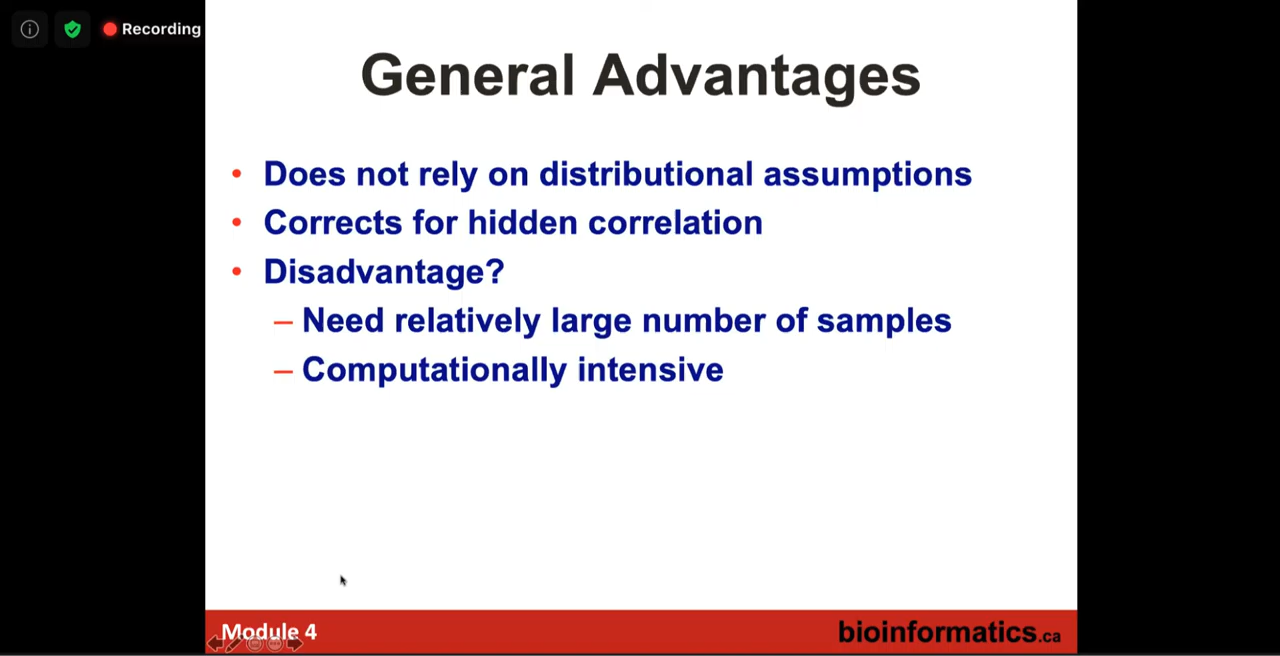 Recording
General Advantages
• Does not rely on distributional assumptions
• Corrects for hidden correlation
• Disadvantage?
– Need relatively large number of samples
– Computationally intensive
Module 4
bioinformatics.ca